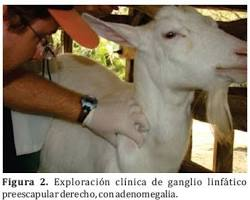 Figura 2. Exploración clínica de ganglio linfático
preescapular derecho, con adenomegalia.